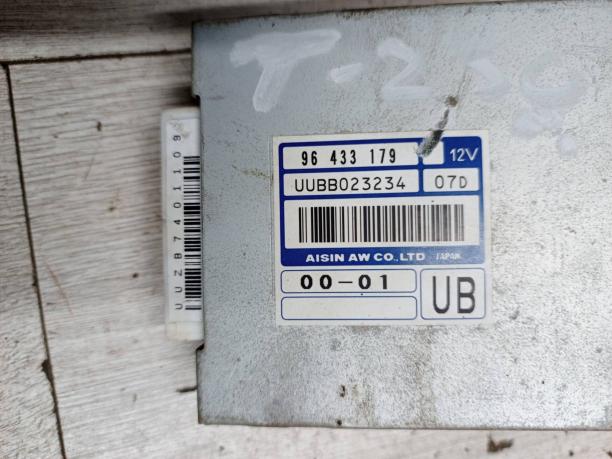 T-250
96 433 179
12V
UUBB023234
07D
AISIN AW CO.,LTD JAPAN
00-01
UB
UUZB7401109